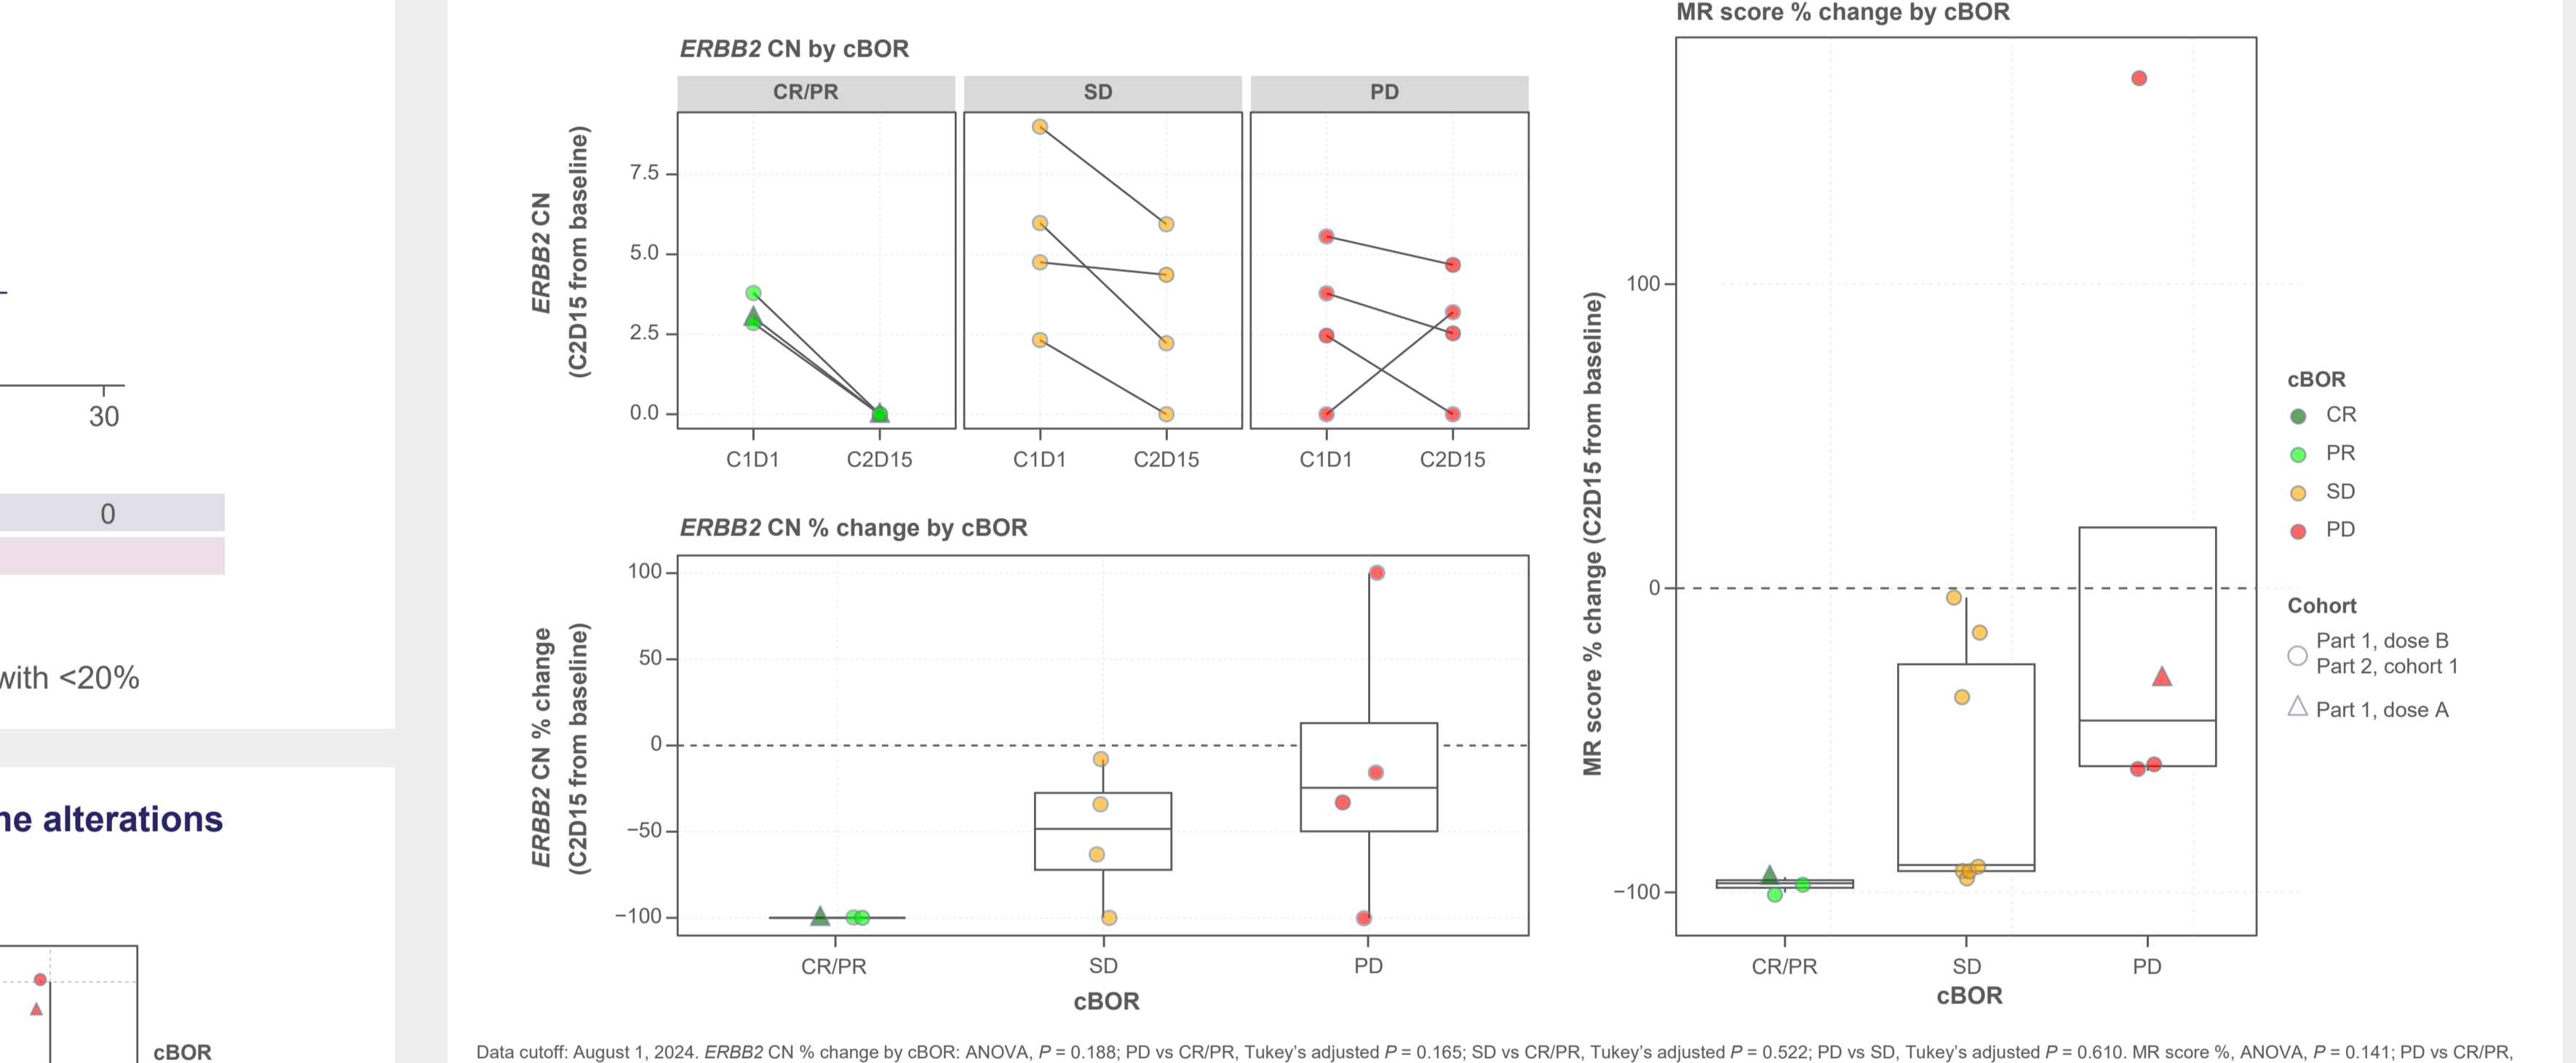 30
0
with <20%
ne alterations
cBOR
ERBB2 CN by cBOR
CR/PR
SD
PD
ERBB2 CN
(C2D15 from baseline)
7.5
5.0
2.5
0.0
C1D1
C2D15
C1D1
C2D15
C1D1
C2D15
ERBB2 CN % change by cBOR
ERBB2 CN % change
(C2D15 from baseline)
100
50
0
−50
−100
CR/PR
SD
PD
cBOR
MR score % change by cBOR
MR score % change (C2D15 from baseline)
100
0
−100
CR/PR
SD
PD
cBOR
cBOR
CR
PR
SD
PD
Cohort
Part 1, dose B
Part 2, cohort 1
Part 1, dose A
Data cutoff: August 1, 2024. ERBB2 CN % change by cBOR: ANOVA, P = 0.188; PD vs CR/PR, Tukey’s adjusted P = 0.165; SD vs CR/PR, Tukey’s adjusted P = 0.522; PD vs SD, Tukey’s adjusted P = 0.610. MR score %, ANOVA, P = 0.141; PD vs CR/PR,